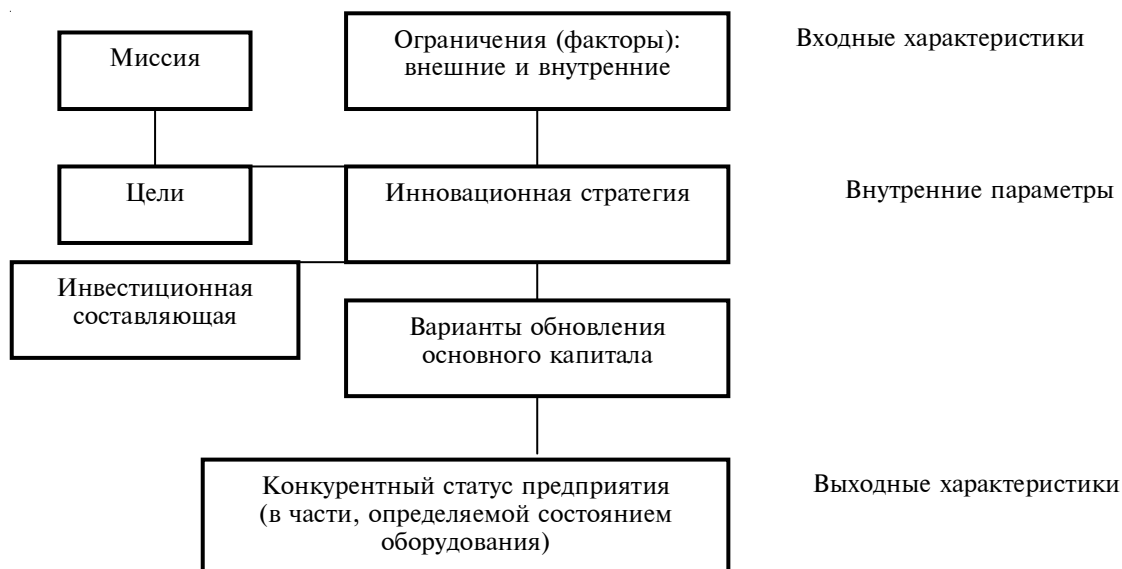 Миссия
Ограничения (факторы):
внешние и внутренние
Входные характеристики
Цели
Инновационная стратегия
Внутренние параметры
Инвестиционная
составляющая
Варианты обновления
основного капитала
Конкурентный статус предприятия
(в части, определяемой состоянием
оборудования)
Выходные характеристики